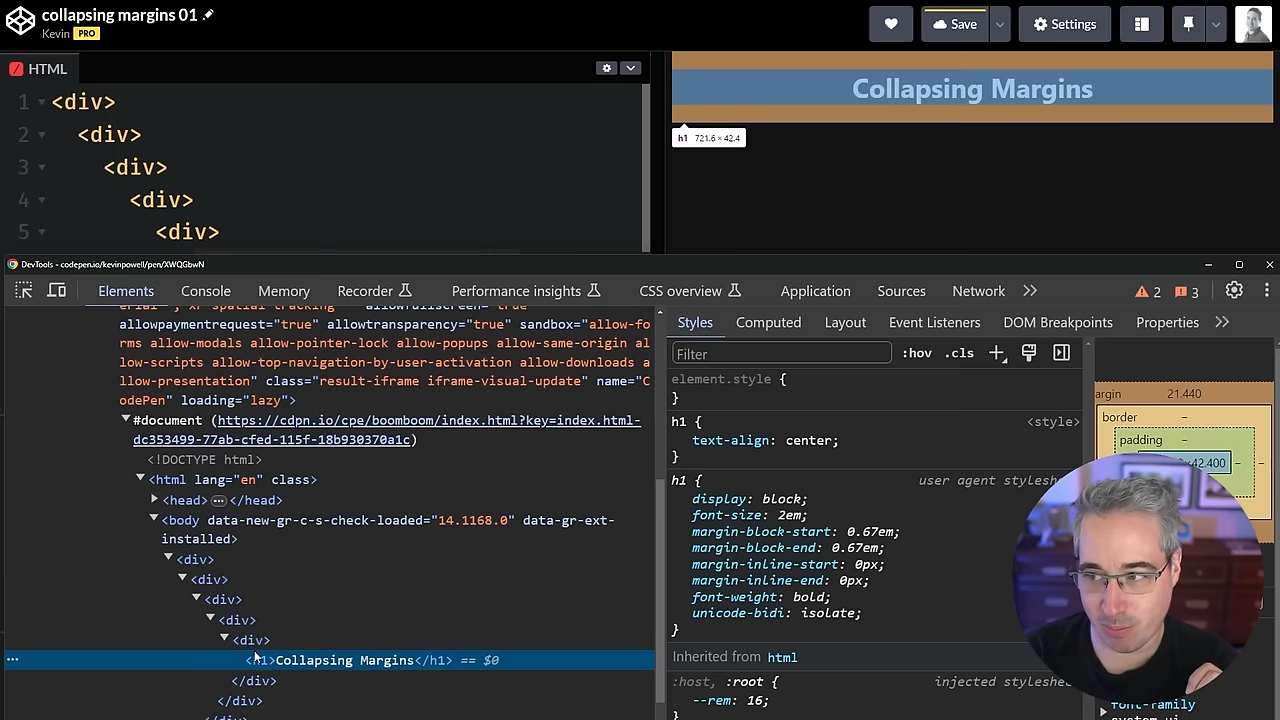 collapsing margins 01
Kevin PRO
Save
Settings
HTML
1 <div>
2 <div>
3 <div>
4 <div>
5 <div>
Collapsing Margins
h1 721.6 × 42.4
DevTools - codepen.io/kevinpowell/pen/XWQGbwN
Elements
Console
Memory
Recorder
Performance insights
CSS overview
Application
Sources
Network
2
3
allowpaymentrequest="true" allowtransparency="true" sandbox="allow-fo
rms allow-modals allow-pointer-lock allow-popups allow-same-origin al
low-scripts allow-top-navigation-by-user-activation allow-downloads a
llow-presentation" class="result-iframe iframe-visual-update" name="C
odePen" loading="lazy">
#document (https://cdpn.io/cpe/boomboom/index.html?key=index.html-
dc353499-77ab-cfed-115f-18b930370a1c)
<!DOCTYPE html>
<html lang="en" class>
<head> … </head>
<body data-new-gr-c-s-check-loaded="14.1168.0" data-gr-ext-
installed>
<div>
<div>
<div>
<div>
<div>
<h1>Collapsing Margins</h1> == $0
</div>
</div>
Styles
Computed
Layout
Event Listeners
DOM Breakpoints
Properties
Filter
:hov .cls
element.style {
}
h1 { <style>
text-align: center;
}
h1 { user agent styleshe
display: block;
font-size: 2em;
margin-block-start: 0.67em;
margin-block-end: 0.67em;
margin-inline-start: 0px;
margin-inline-end: 0px;
font-weight: bold;
unicode-bidi: isolate;
}
Inherited from html
:host, :root { injected styleshe
--rem: 16;
}
argin 21.440
border –
padding –
×42.400
font-family